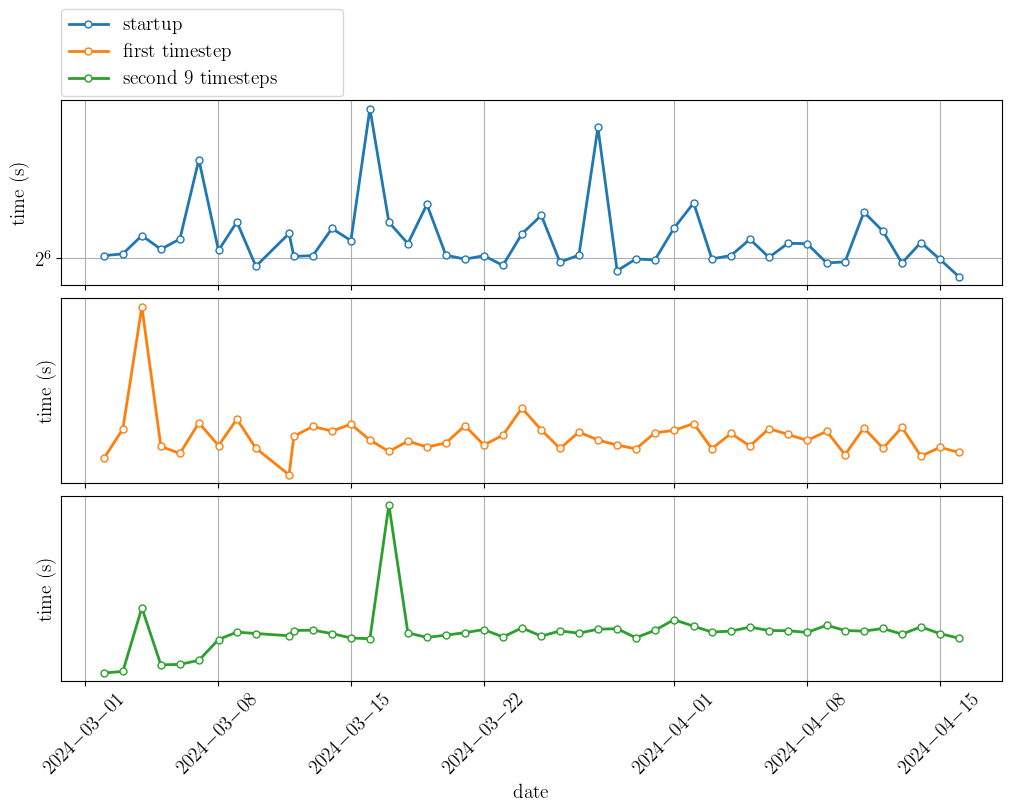 startup
first timestep
second 9 timesteps
time (s)
2^6
time (s)
time (s)
2024−03−01
2024−03−08
2024−03−15
2024−03−22
2024−04−01
2024−04−08
2024−04−15
date